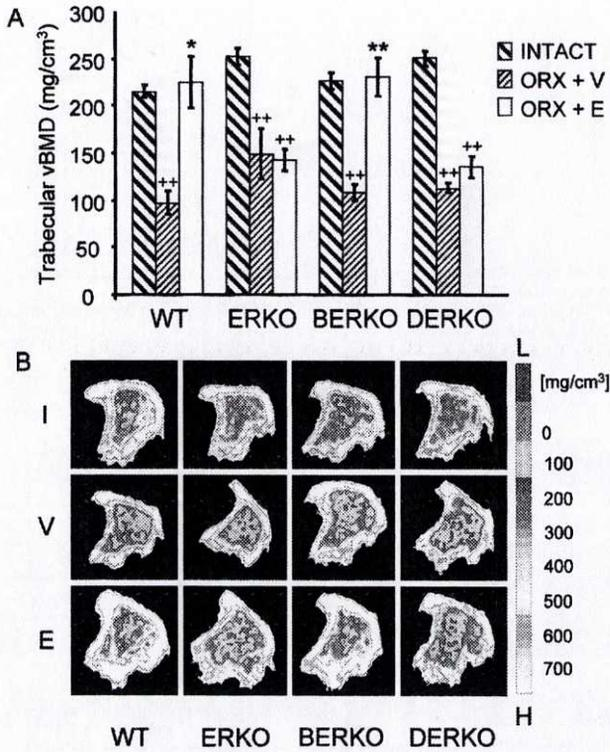 A
Trabecular vBMD (mg/cm³)
300
250
200
150
100
50
0
*
++
++
++
**
++
++
++
INTACT
ORX + V
ORX + E
WT ERKO BERKO DERKO
B
L
[mg/cm³]
I
0
100
V
200
300
400
500
E
600
700
H
WT ERKO BERKO DERKO